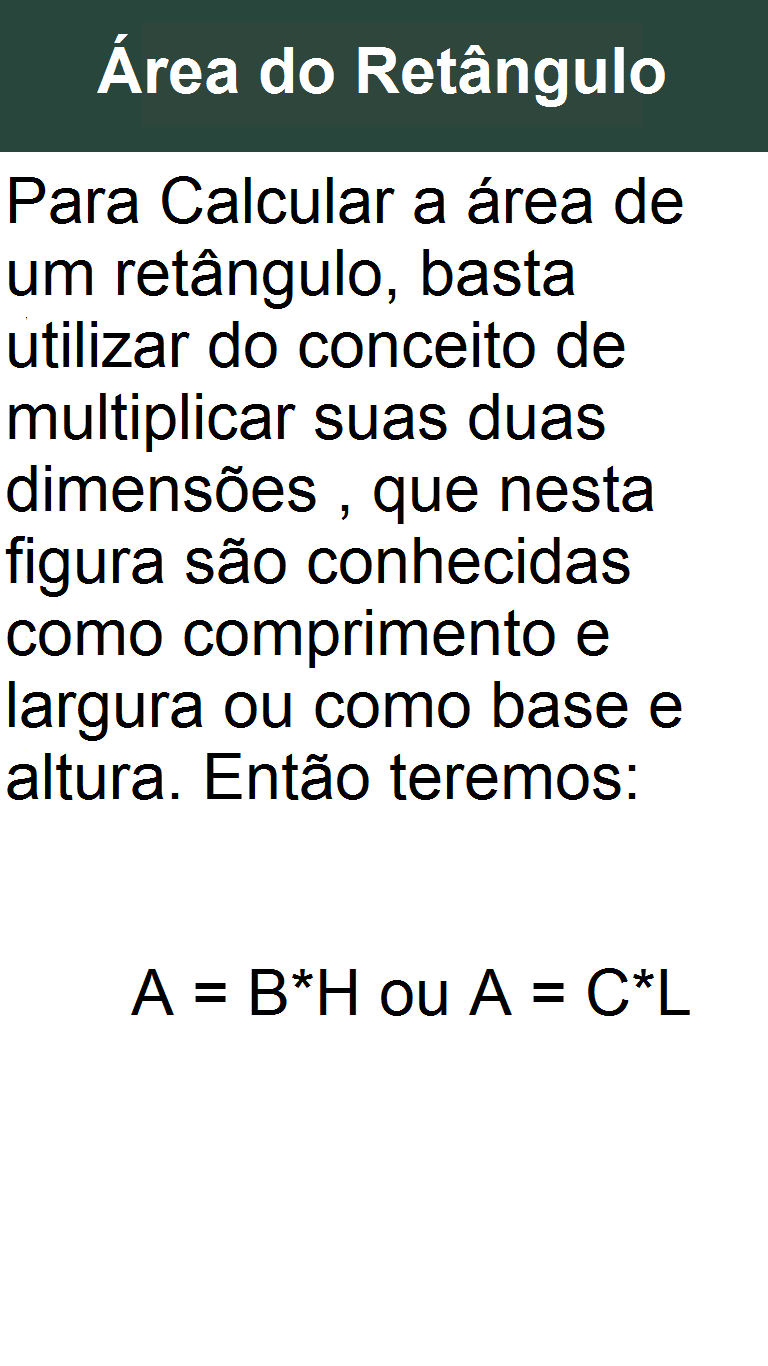 Área do Retângulo
Para Calcular a área de
um retângulo, basta
utilizar do conceito de
multiplicar suas duas
dimensões , que nesta
figura são conhecidas
como comprimento e
largura ou como base e
altura. Então teremos:
A = B*H ou A = C*L